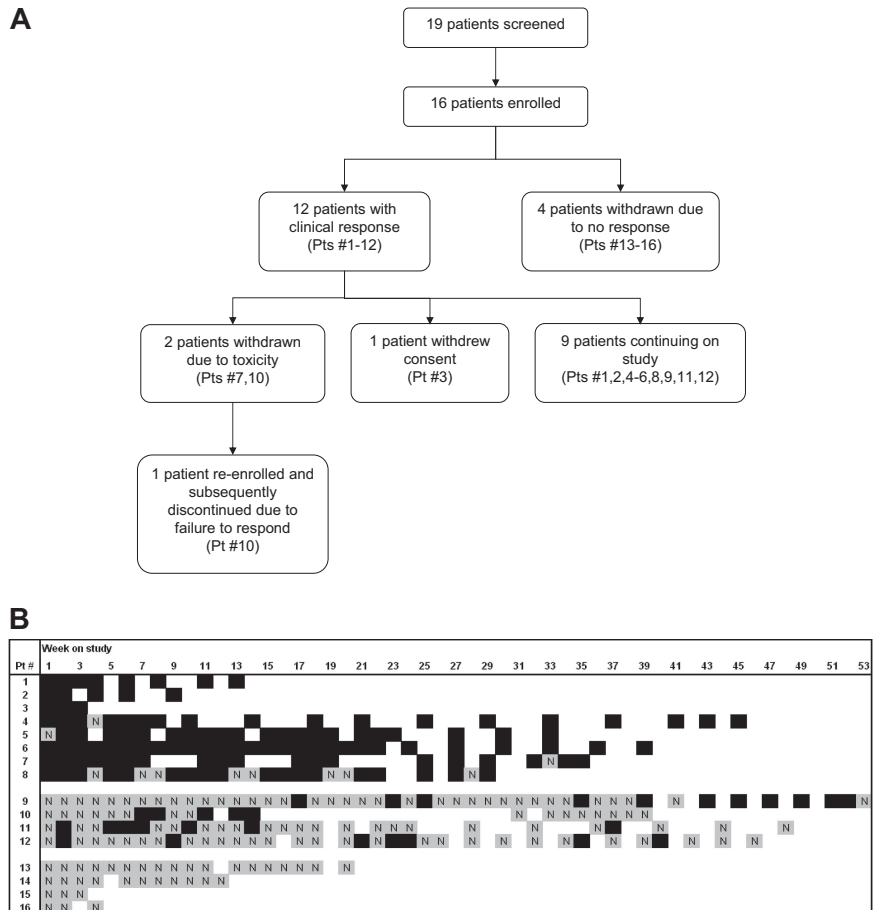 A
19 patients screened
16 patients enrolled
12 patients with
clinical response
(Pts #1-12)
4 patients withdrawn due
to no response
(Pts #13-16)
2 patients withdrawn
due to toxicity
(Pts #7,10)
1 patient withdrew
consent
(Pt #3)
9 patients continuing on
study
(Pts #1,2,4-6,8,9,11,12)
1 patient re-enrolled and
subsequently
discontinued due to
failure to respond
(Pt #10)
B
Week on study
Pt # 1 3 5 7 9 11 13 15 17 19 21 23 25 27 29 31 33 35 37 39 41 43 45 47 49 51 53
1
2
3
4 N
5 N
6
7 N
8 N N N N N N N N
9 N N N N N N N N N N N N N N N N N N N N N N N N N N N N N N N N N N N N
10 N N N N N N N N N N N N N N N N
11 N N N N N N N N N N N N N N N N N N N N N N
12 N N N N N N N N N N N N N N N N N N N N N N N N N N N N
13 N N N N N N N N N N N N N N N N N N
14 N N N N N N N N N N N
15 N N N
16 N N N